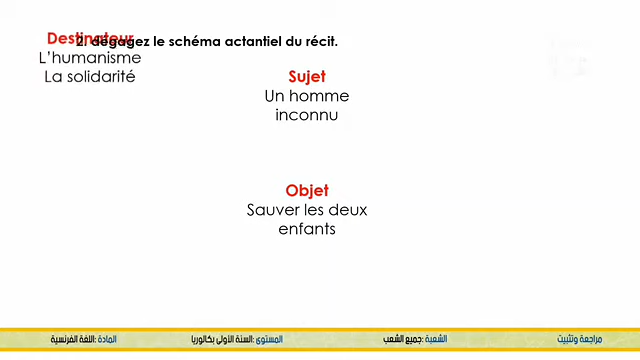 Destinateur
2. dégagez le schéma actantiel du récit.
L’humanisme
La solidarité
Sujet
Un homme
inconnu
Objet
Sauver les deux
enfants
مراجعة وتثبيت
الشعبة :جميع الشعب
المستوى :السنة الأولى بكالوريا
المادة :اللغة الفرنسية